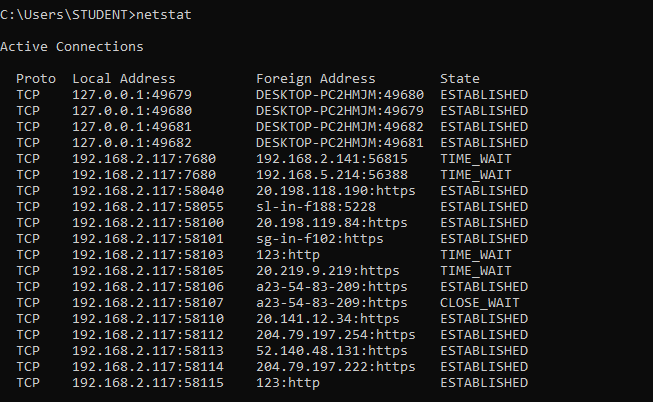 C:\Users\STUDENT>netstat
Active Connections
Proto  Local Address          Foreign Address        State
TCP    127.0.0.1:49679        DESKTOP-PC2HMJM:49680  ESTABLISHED
TCP    127.0.0.1:49680        DESKTOP-PC2HMJM:49679  ESTABLISHED
TCP    127.0.0.1:49681        DESKTOP-PC2HMJM:49682  ESTABLISHED
TCP    127.0.0.1:49682        DESKTOP-PC2HMJM:49681  ESTABLISHED
TCP    192.168.2.117:7680     192.168.2.141:56815    TIME_WAIT
TCP    192.168.2.117:7680     192.168.5.214:56388    TIME_WAIT
TCP    192.168.2.117:58040    20.198.118.190:https   ESTABLISHED
TCP    192.168.2.117:58055    sl-in-f188:5228        ESTABLISHED
TCP    192.168.2.117:58100    20.198.119.84:https    ESTABLISHED
TCP    192.168.2.117:58101    sg-in-f102:https       ESTABLISHED
TCP    192.168.2.117:58103    123:http               TIME_WAIT
TCP    192.168.2.117:58105    20.219.9.219:https     TIME_WAIT
TCP    192.168.2.117:58106    a23-54-83-209:https    ESTABLISHED
TCP    192.168.2.117:58107    a23-54-83-209:https    CLOSE_WAIT
TCP    192.168.2.117:58110    20.141.12.34:https     ESTABLISHED
TCP    192.168.2.117:58112    204.79.197.254:https   ESTABLISHED
TCP    192.168.2.117:58113    52.140.48.131:https    ESTABLISHED
TCP    192.168.2.117:58114    204.79.197.222:https   ESTABLISHED
TCP    192.168.2.117:58115    123:http               ESTABLISHED